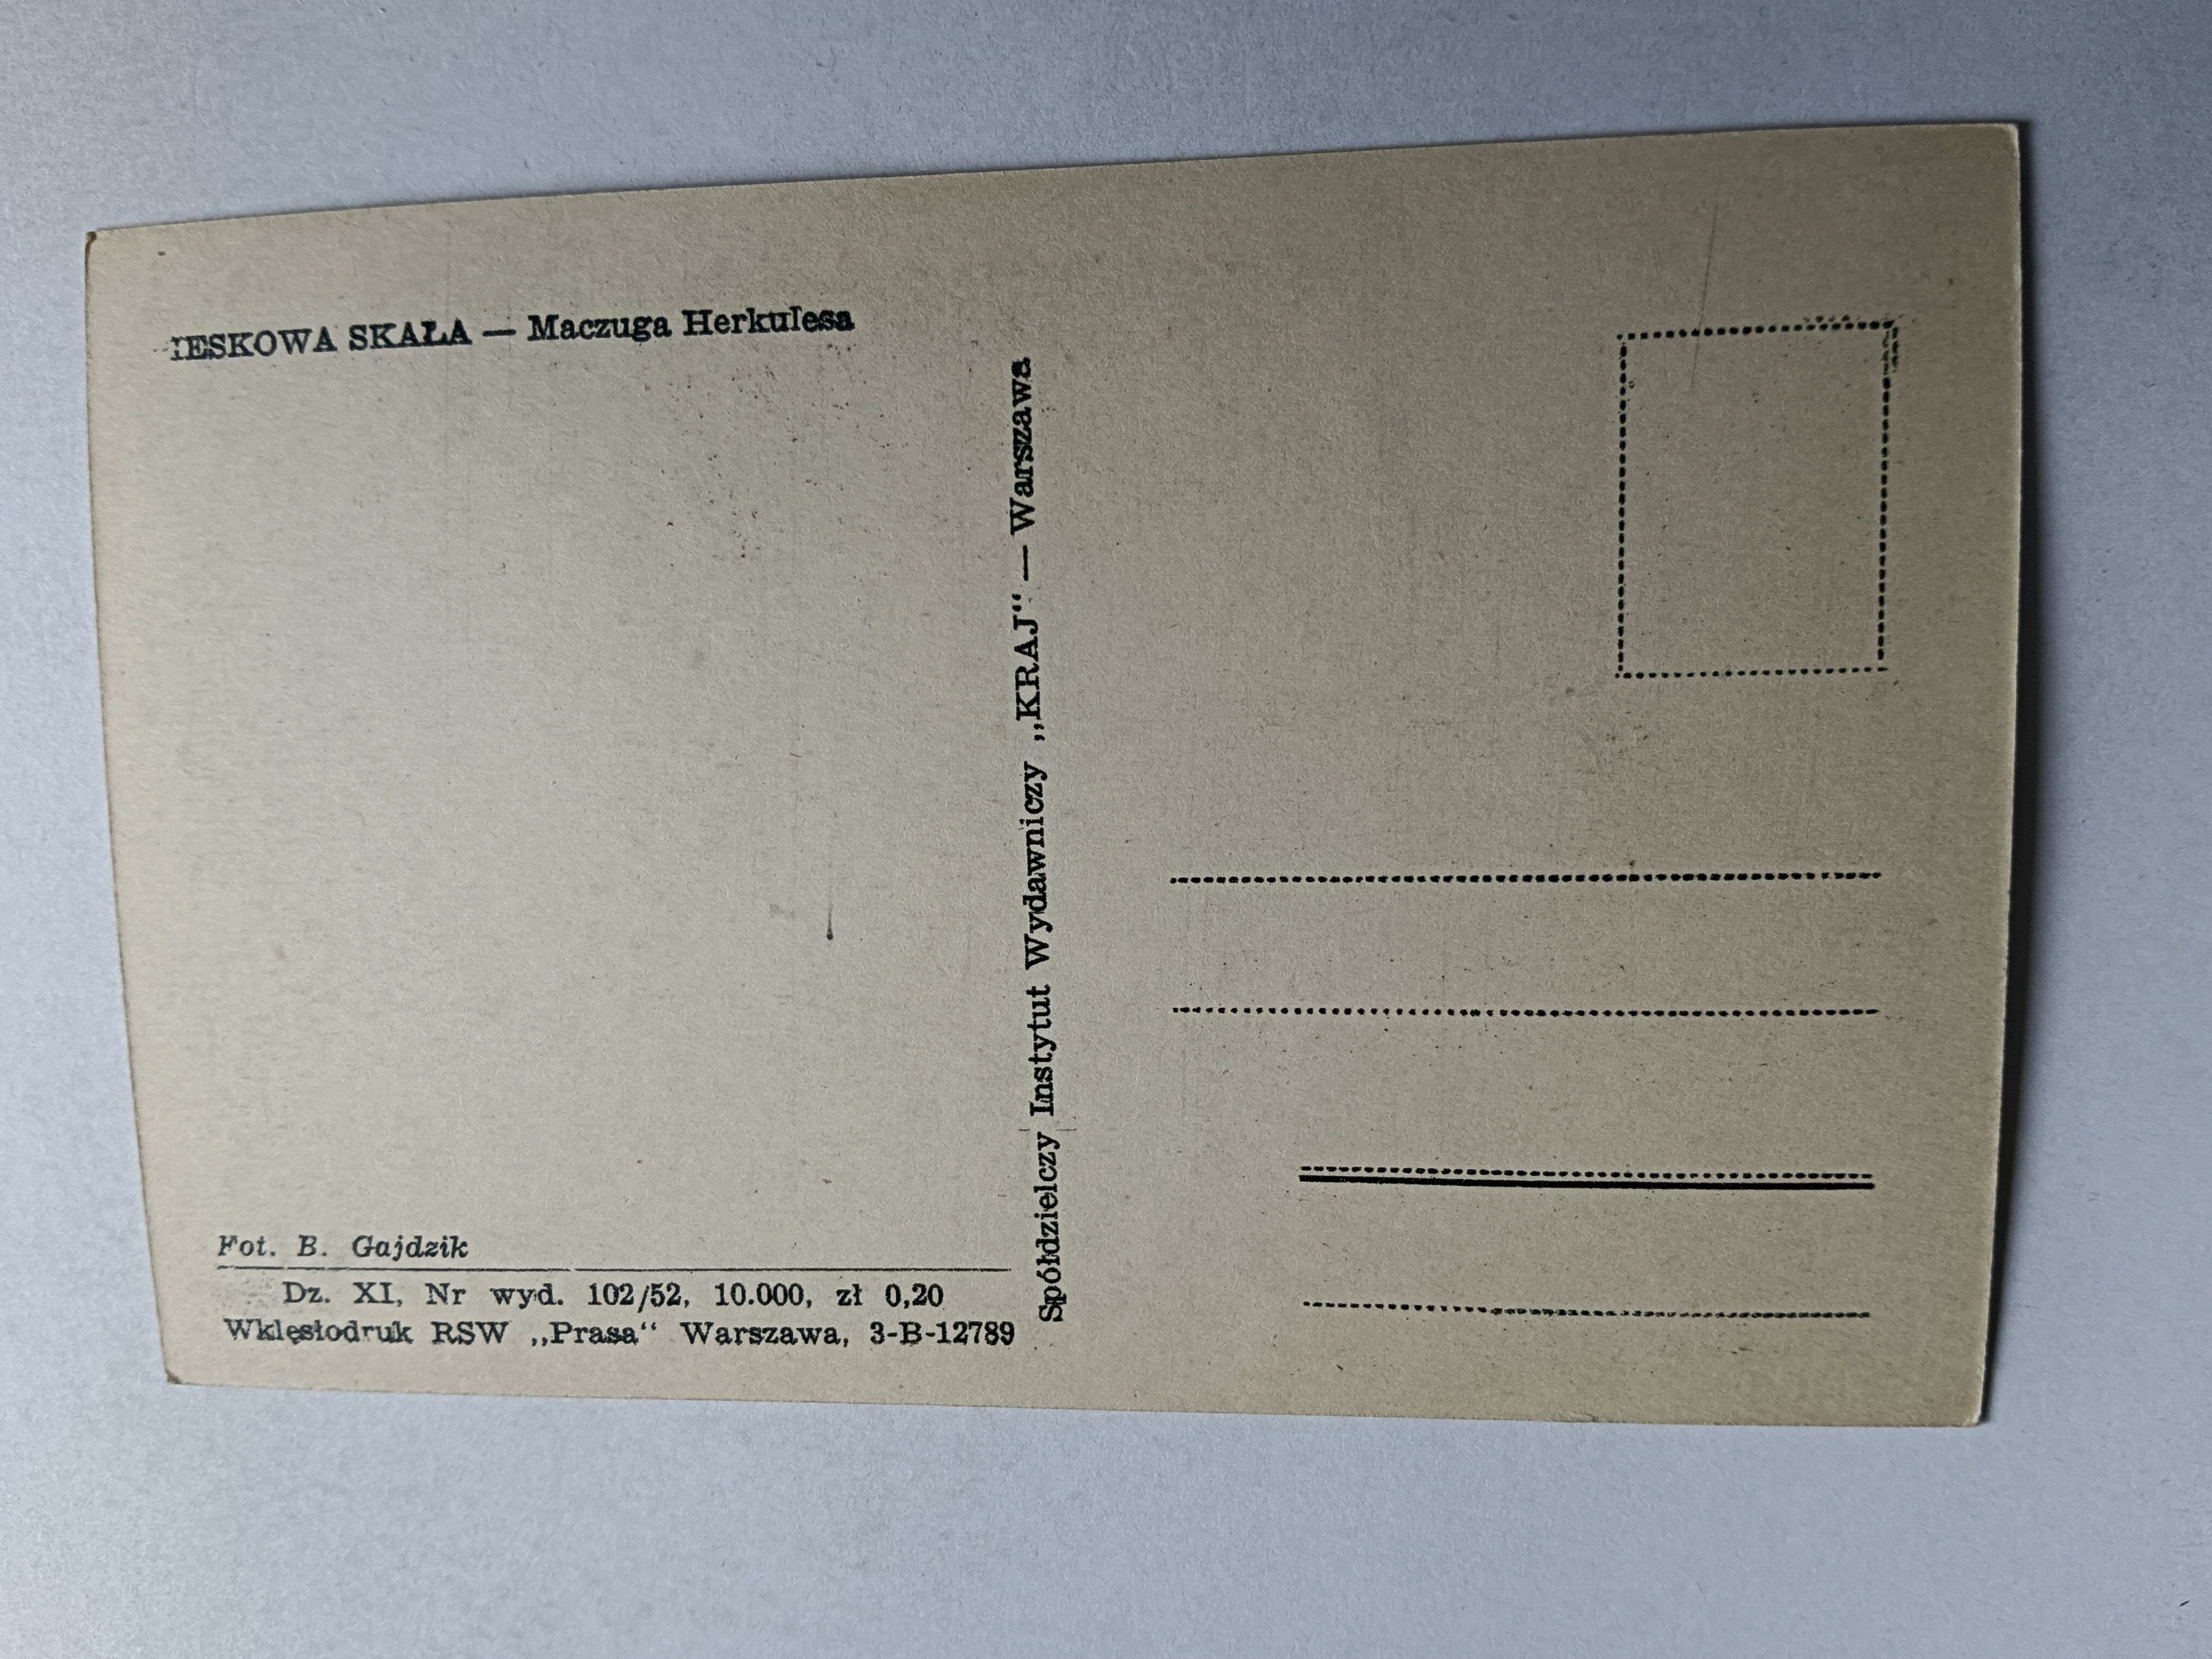 IESKOWA SKAŁA — Maczuga Herkulesa
Spółdzielczy Instytut Wydawniczy „KRAJ“ — Warszawa
Fot. B. Gajdzik
Dz. XI, Nr wyd. 102/52, 10.000, zł 0,20
Wklęsłodruk RSW „Prasa“ Warszawa, 3-B-12789